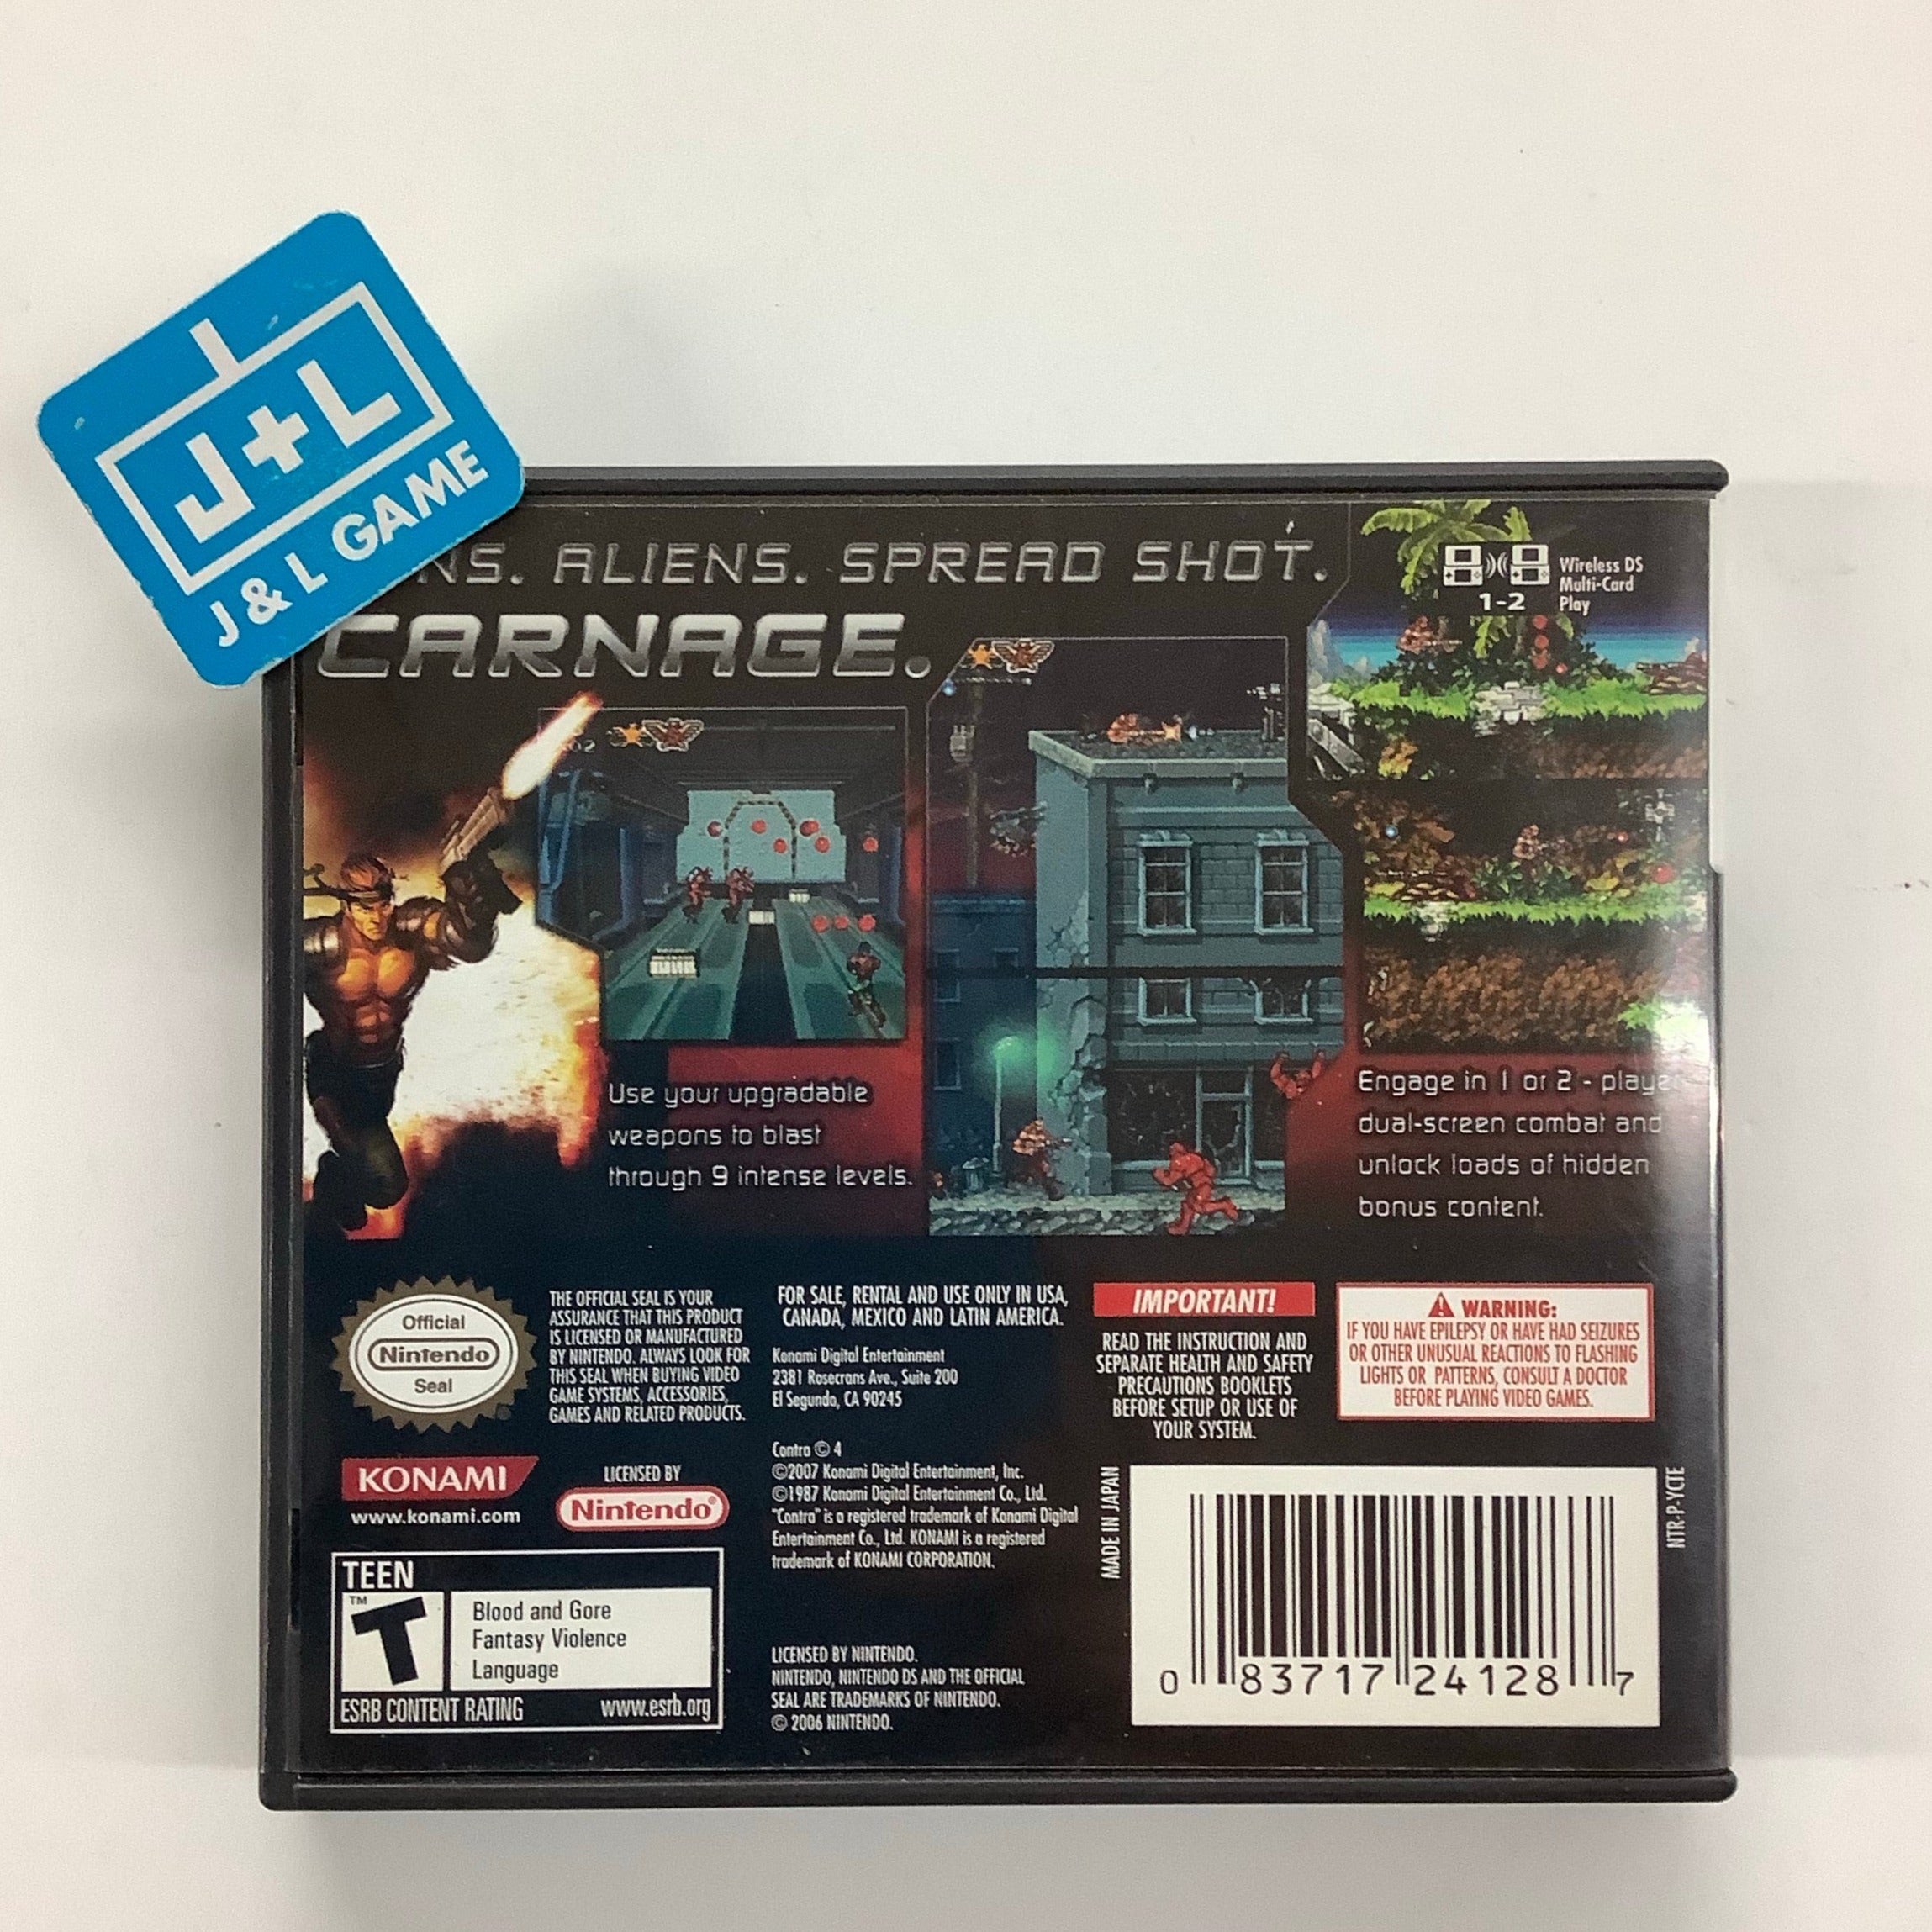 J+L
J & L GAME
NS. ALIENS. SPREAD SHOT.
CARNAGE.
Wireless DS
Multi-Card
Play
1-2
Use your upgradable
weapons to blast
through 9 intense levels.
Engage in 1 or 2 - player
dual-screen combat and
unlock loads of hidden
bonus content.
Official
Nintendo
Seal
THE OFFICIAL SEAL IS YOUR
ASSURANCE THAT THIS PRODUCT
IS LICENSED OR MANUFACTURED
BY NINTENDO. ALWAYS LOOK FOR
THIS SEAL WHEN BUYING VIDEO
GAME SYSTEMS, ACCESSORIES,
GAMES AND RELATED PRODUCTS.
FOR SALE, RENTAL AND USE ONLY IN USA,
CANADA, MEXICO AND LATIN AMERICA.
Konami Digital Entertainment
2381 Rosecrans Ave., Suite 200
El Segundo, CA 90245
Contra © 4
©2007 Konami Digital Entertainment, Inc.
©1987 Konami Digital Entertainment Co., Ltd.
"Contra" is a registered trademark of Konami Digital
Entertainment Co., Ltd. KONAMI is a registered
trademark of KONAMI CORPORATION.
LICENSED BY NINTENDO.
NINTENDO, NINTENDO DS AND THE OFFICIAL
SEAL ARE TRADEMARKS OF NINTENDO.
© 2006 NINTENDO.
IMPORTANT!
READ THE INSTRUCTION AND
SEPARATE HEALTH AND SAFETY
PRECAUTIONS BOOKLETS
BEFORE SETUP OR USE OF
YOUR SYSTEM.
WARNING:
IF YOU HAVE EPILEPSY OR HAVE HAD SEIZURES
OR OTHER UNUSUAL REACTIONS TO FLASHING
LIGHTS OR PATTERNS, CONSULT A DOCTOR
BEFORE PLAYING VIDEO GAMES.
KONAMI
www.konami.com
LICENSED BY
Nintendo®
TEEN
T™
Blood and Gore
Fantasy Violence
Language
ESRB CONTENT RATING www.esrb.org
MADE IN JAPAN
NTR-P-YCTE
0 83717 24128 7